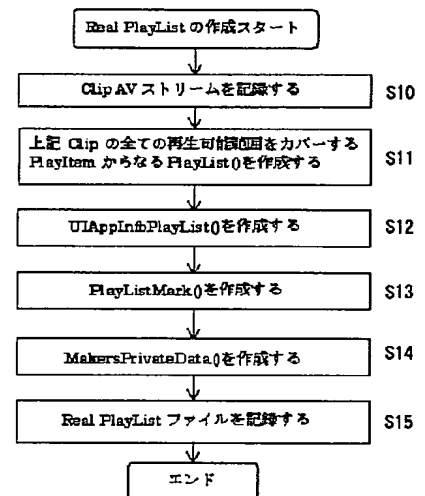 Real PlayList の作成スタート
Clip AV ストリームを記録する
S10
上記 Clip の全ての再生可能範囲をカバーする
PlayItem からなる PlayList()を作成する
S11
UIAppInfoPlayList()を作成する
S12
PlayListMark()を作成する
S13
MakersPrivateData()を作成する
S14
Real PlayList ファイルを記録する
S15
エンド